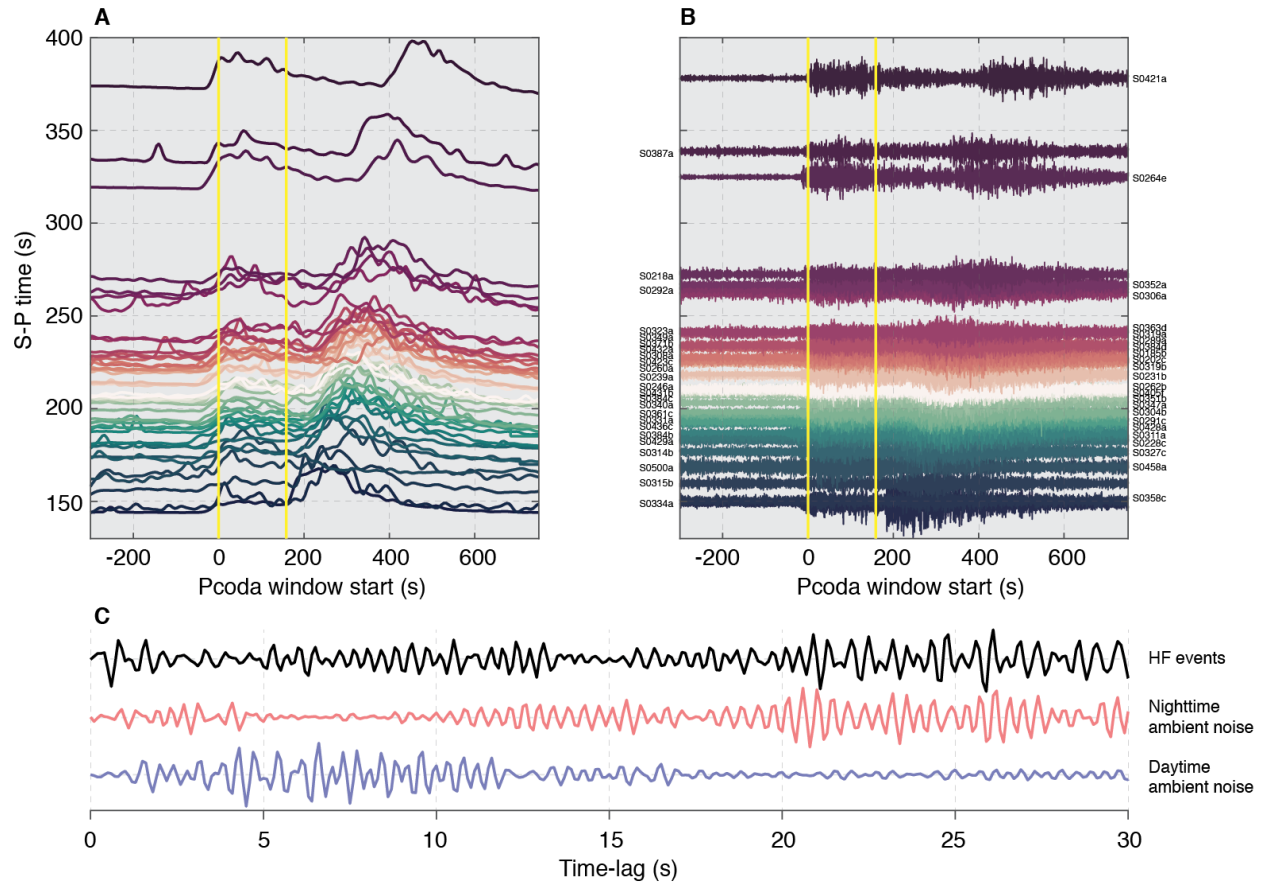 A
B
400
350
300
250
200
150
S-P time (s)
-200
0
200
400
600
Pcoda window start (s)
S0387a
S0218a
S0292a
S0323a
S0260a
S0239a
S0246a
S0340a
S0361c
S0436c
S0384b
S0429a
S0314b
S0500a
S0315b
S0334a
S0421a
S0264e
S0352a
S0306a
S0363d
S0319b
S0231b
S0262b
S0347a
S0304b
S0311a
S0228c
S0327c
S0458a
S0358c
-200
0
200
400
600
Pcoda window start (s)
C
HF events
Nighttime
ambient noise
Daytime
ambient noise
0
5
10
15
20
25
30
Time-lag (s)